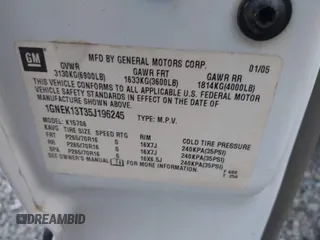 GM
MFD BY GENERAL MOTORS CORP.
01/05
GVWR GAWR FRT GAWR RR
3130KG(6900LB) 1633KG(3600LB) 1814KG(4000LB)
THIS VEHICLE CONFORMS TO ALL APPLICABLE U.S. FEDERAL MOTOR
VEHICLE SAFETY STANDARDS IN EFFECT ON THE DATE OF
MANUFACTURE SHOWN ABOVE.
1GNEK13T35J196245 TYPE: M.P.V.
MODEL: K15706
TIRE SIZE SPEED RTG RIM COLD TIRE PRESSURE
FRT P265/70R16 S 16X7J 240KPA(35PSI)
RR P265/70R16 S 16X7J 240KPA(35PSI)
SPA P265/70R16 S 16X6.5J 240KPA(35PSI)
SEE OWNER'S MANUAL FOR MORE INFORMATION.
AUTOBIDMASTER